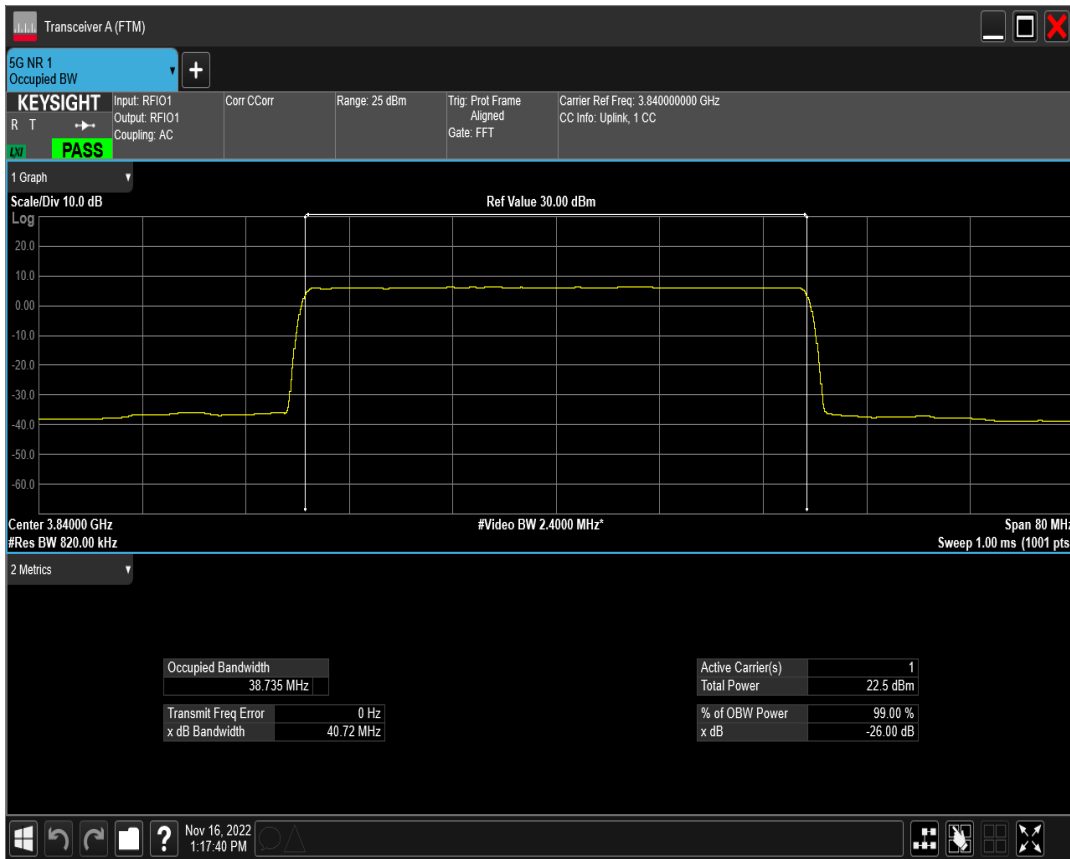 Transceiver A (FTM)
5G NR 1
Occupied BW
+
KEYSIGHT
R T
LXI
PASS
Input: RFIO1
Output: RFIO1
Coupling: AC
Corr CCorr
Range: 25 dBm
Trig: Prot Frame
Aligned
Gate: FFT
Carrier Ref Freq: 3.840000000 GHz
CC Info: Uplink, 1 CC
1 Graph
Scale/Div 10.0 dB
Ref Value 30.00 dBm
Log
20.0
10.0
0.00
-10.0
-20.0
-30.0
-40.0
-50.0
-60.0
Center 3.84000 GHz
#Video BW 2.4000 MHz*
Span 80 MHz
#Res BW 820.00 kHz
Sweep 1.00 ms (1001 pts
2 Metrics
Occupied Bandwidth
38.735 MHz
Transmit Freq Error 0 Hz
x dB Bandwidth 40.72 MHz
Active Carrier(s) 1
Total Power 22.5 dBm
% of OBW Power 99.00 %
x dB -26.00 dB
?
Nov 16, 2022
1:17:40 PM